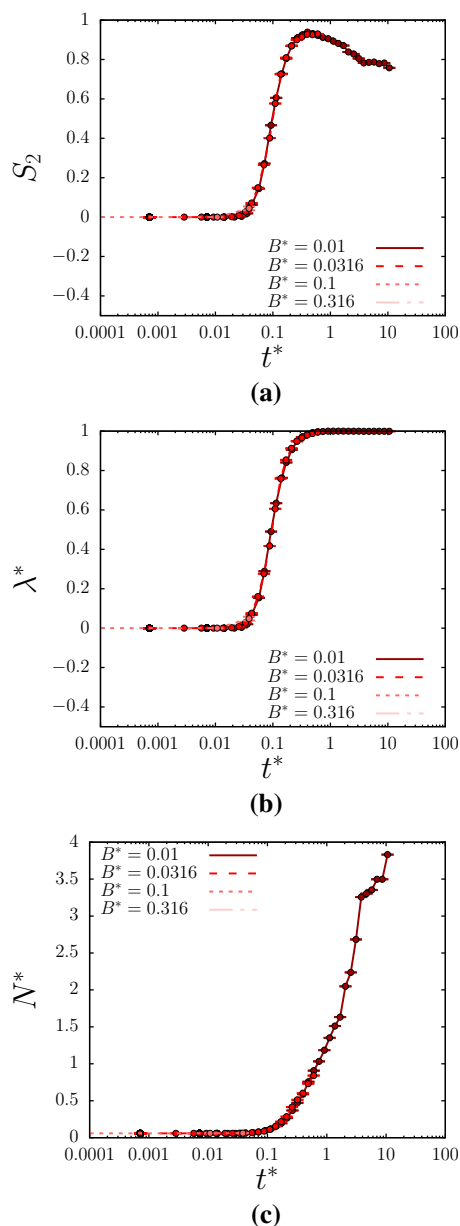 1
0.8
0.6
0.4
0.2
0
−0.2
−0.4
S₂
B* = 0.01
B* = 0.0316
B* = 0.1
B* = 0.316
0.0001 0.001 0.01 0.1 1 10 100
t*
(a)
1
0.8
0.6
0.4
0.2
0
−0.2
−0.4
λ*
B* = 0.01
B* = 0.0316
B* = 0.1
B* = 0.316
0.0001 0.001 0.01 0.1 1 10 100
t*
(b)
4
3.5
3
2.5
2
1.5
1
0.5
0
N*
B* = 0.01
B* = 0.0316
B* = 0.1
B* = 0.316
0.0001 0.001 0.01 0.1 1 10 100
t*
(c)